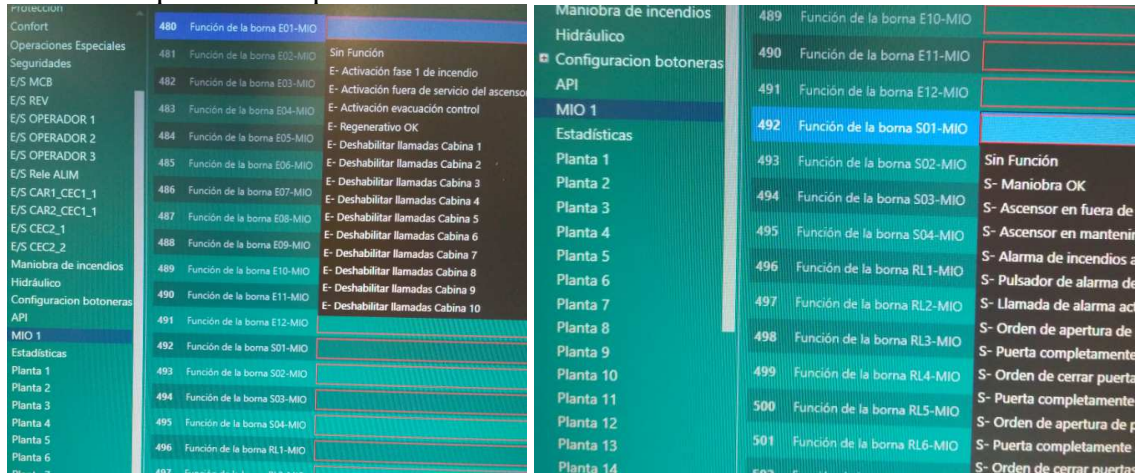 Protección
Confort
Operaciones Especiales
Seguridades
E/S MCB
E/S REV
E/S OPERADOR 1
E/S OPERADOR 2
E/S OPERADOR 3
E/S Rele ALIM
E/S CAR1_CEC1_1
E/S CAR2_CEC1_1
E/S CEC2_1
E/S CEC2_2
Maniobra de incendios
Hidráulico
Configuracion botoneras
API
MIO 1
Estadísticas
Planta 1
Planta 2
Planta 3
Planta 4
Planta 5
Planta 6
480 Función de la borna E01-MIO
481 Función de la borna E02-MIO
482 Función de la borna E03-MIO
483 Función de la borna E04-MIO
484 Función de la borna E05-MIO
485 Función de la borna E06-MIO
486 Función de la borna E07-MIO
487 Función de la borna E08-MIO
488 Función de la borna E09-MIO
489 Función de la borna E10-MIO
490 Función de la borna E11-MIO
491 Función de la borna E12-MIO
492 Función de la borna S01-MIO
493 Función de la borna S02-MIO
494 Función de la borna S03-MIO
495 Función de la borna S04-MIO
496 Función de la borna RL1-MIO
Sin Función
E- Activación fase 1 de incendio
E- Activación fuera de servicio del ascenso
E- Activación evacuación control
E- Regenerativo OK
E- Deshabilitar llamadas Cabina 1
E- Deshabilitar llamadas Cabina 2
E- Deshabilitar llamadas Cabina 3
E- Deshabilitar llamadas Cabina 4
E- Deshabilitar llamadas Cabina 5
E- Deshabilitar llamadas Cabina 6
E- Deshabilitar llamadas Cabina 7
E- Deshabilitar llamadas Cabina 8
E- Deshabilitar llamadas Cabina 9
E- Deshabilitar llamadas Cabina 10
Maniobra de incendios
Hidráulico
Configuracion botoneras
API
MIO 1
Estadísticas
Planta 1
Planta 2
Planta 3
Planta 4
Planta 5
Planta 6
Planta 7
Planta 8
Planta 9
Planta 10
Planta 11
Planta 12
Planta 13
Planta 14
489 Función de la borna E10-MIO
490 Función de la borna E11-MIO
491 Función de la borna E12-MIO
492 Función de la borna S01-MIO
493 Función de la borna S02-MIO
494 Función de la borna S03-MIO
495 Función de la borna S04-MIO
496 Función de la borna RL1-MIO
497 Función de la borna RL2-MIO
498 Función de la borna RL3-MIO
499 Función de la borna RL4-MIO
500 Función de la borna RL5-MIO
501 Función de la borna RL6-MIO
Sin Función
S- Maniobra OK
S- Ascensor en fuera de
S- Ascensor en mantenir
S- Alarma de incendios a
S- Pulsador de alarma de
S- Llamada de alarma act
S- Orden de apertura de
S- Puerta completamente
S- Orden de cerrar puerta
S- Puerta completamente
S- Orden de apertura de p
S- Puerta completamente
S- Orden de cerrar puerta